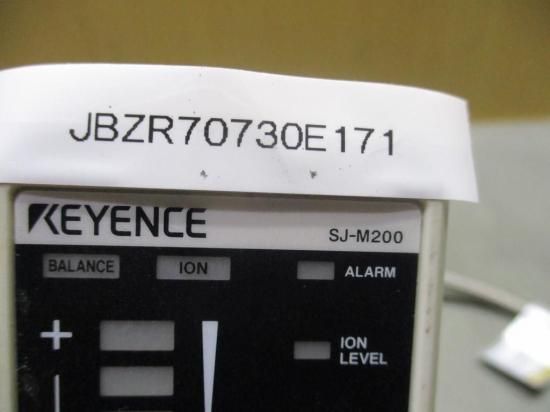 JBZR70730E171
KEYENCE SJ-M200
BALANCE ION ALARM
+
ION
LEVEL